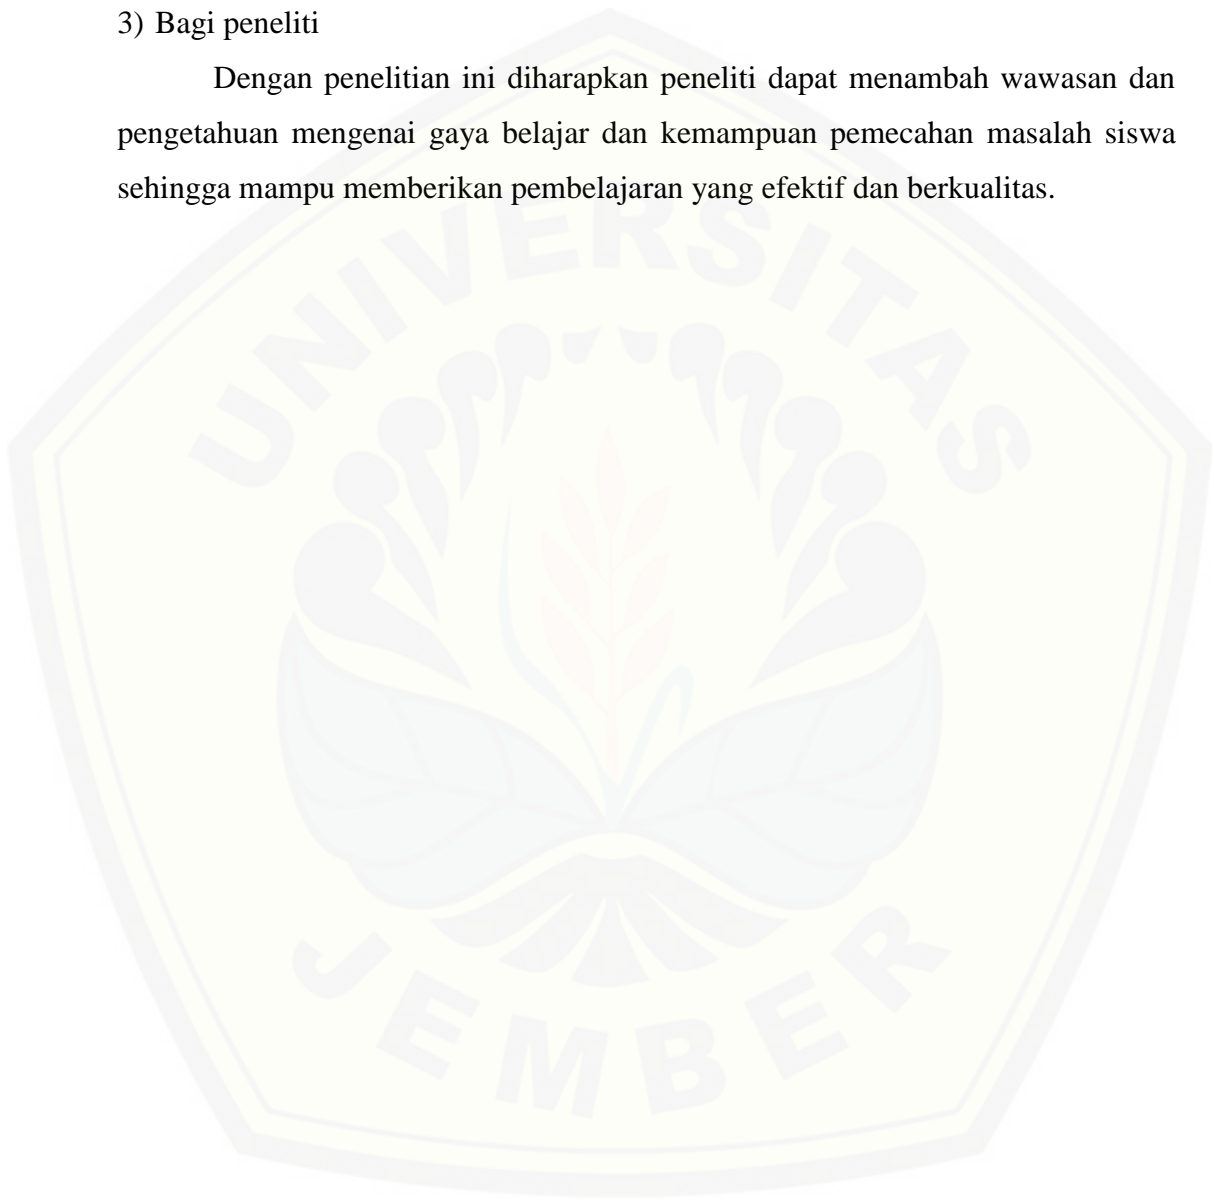 3) Bagi peneliti
Dengan penelitian ini diharapkan peneliti dapat menambah wawasan dan
pengetahuan mengenai gaya belajar dan kemampuan pemecahan masalah siswa
sehingga mampu memberikan pembelajaran yang efektif dan berkualitas.
UNIVERSITAS
JEMBER